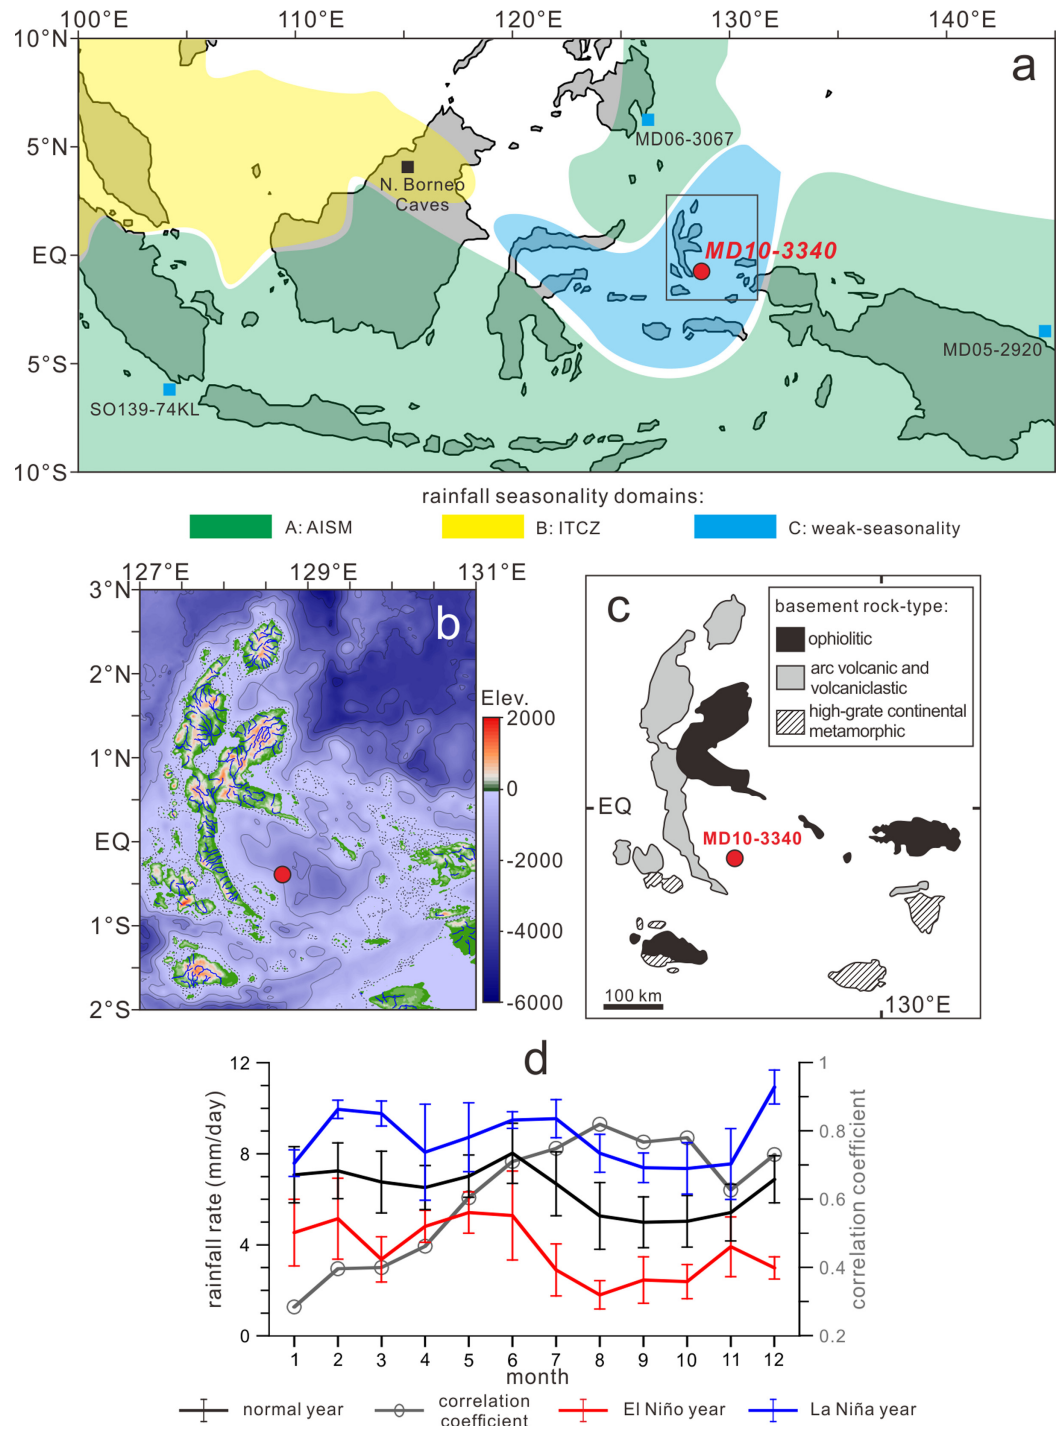 100°E 110°E 120°E 130°E 140°E
10°N
a
5°N
MD06-3067
N. Borneo
Caves
EQ
MD10-3340
5°S
MD05-2920
SO139-74KL
10°S
rainfall seasonality domains:
A: AISM B: ITCZ C: weak-seasonality
127°E 129°E 131°E
3°N
b
2°N
1°N
EQ
1°S
2°S
Elev.
2000
0
-2000
-4000
-6000
c
basement rock-type:
ophiolitic
arc volcanic and
volcaniclastic
high-grate continental
metamorphic
EQ
MD10-3340
100 km
130°E
d
rainfall rate (mm/day)
12
8
4
0
1
0.8
0.6
0.4
0.2
correlation coefficient
1 2 3 4 5 6 7 8 9 10 11 12
month
normal year
correlation
coefficient
El Niño year
La Niña year